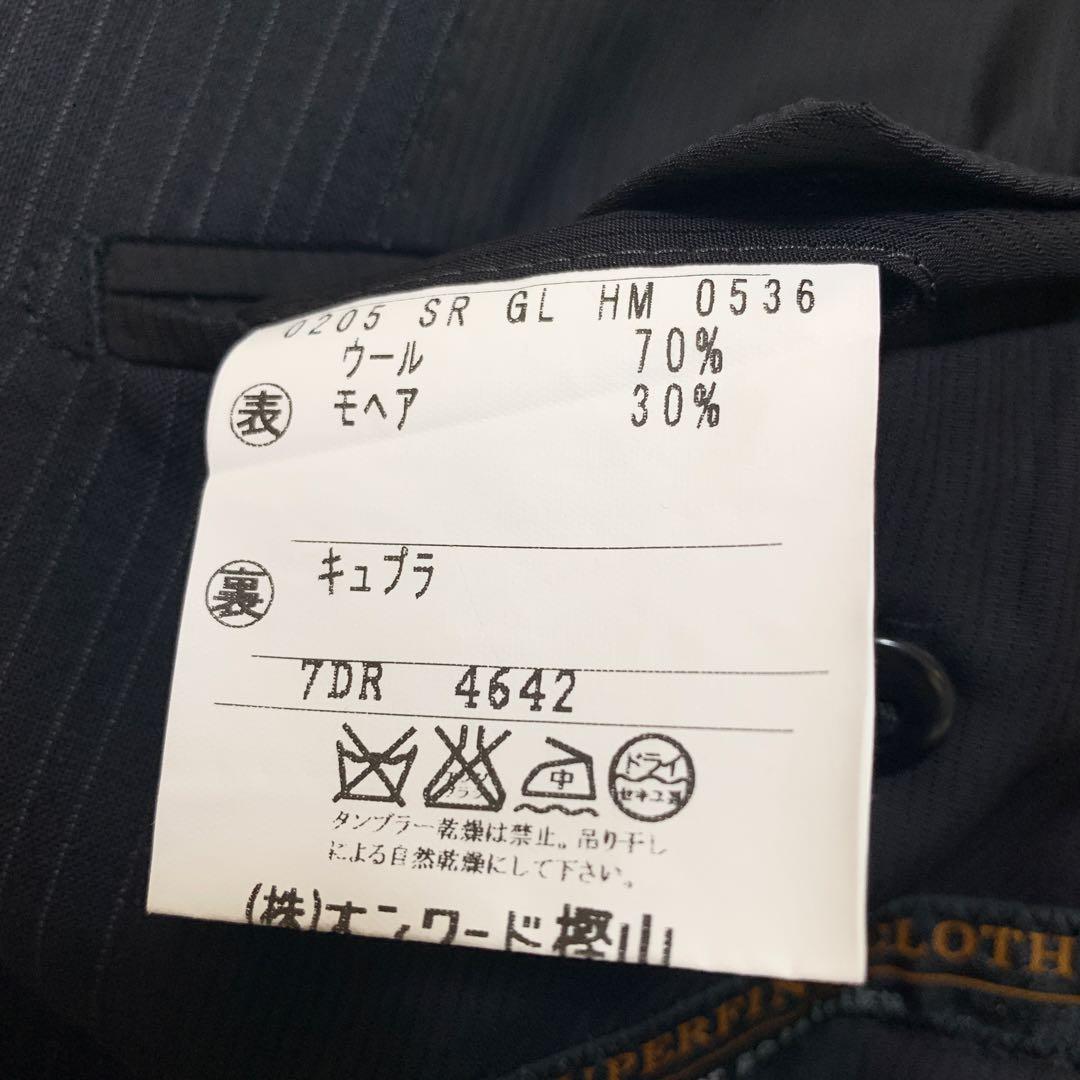 0205 SR GL HM 0536
ウール 70%
表 モヘア 30%
裏 キュプラ
7DR 4642
中 ドライ
セキユ系
タンブラー乾燥は禁止。吊り干し
による自然乾燥にして下さい。
(株)オンワード樫山
SUPERFINE CLOTH